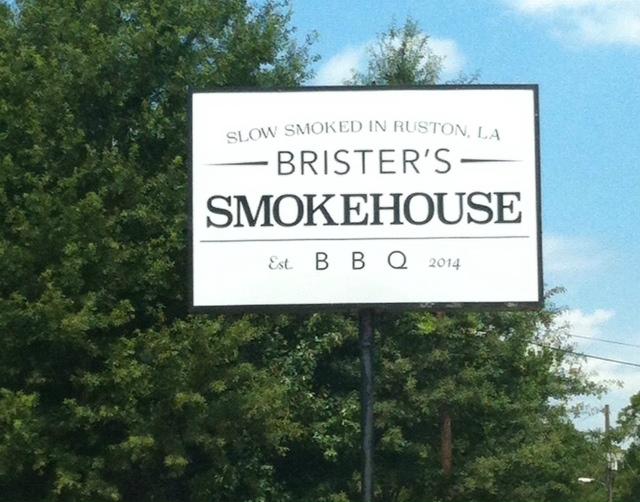 SLOW SMOKED IN RUSTON, LA
BRISTER'S
SMOKEHOUSE
Est. BBQ 2014